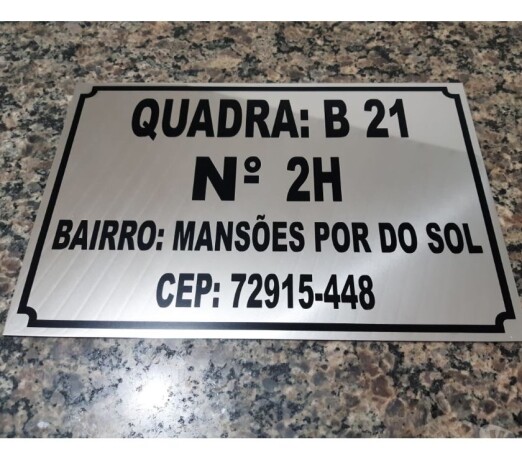 QUADRA: B 21
Nº 2H
BAIRRO: MANSÕES POR DO SOL
CEP: 72915-448